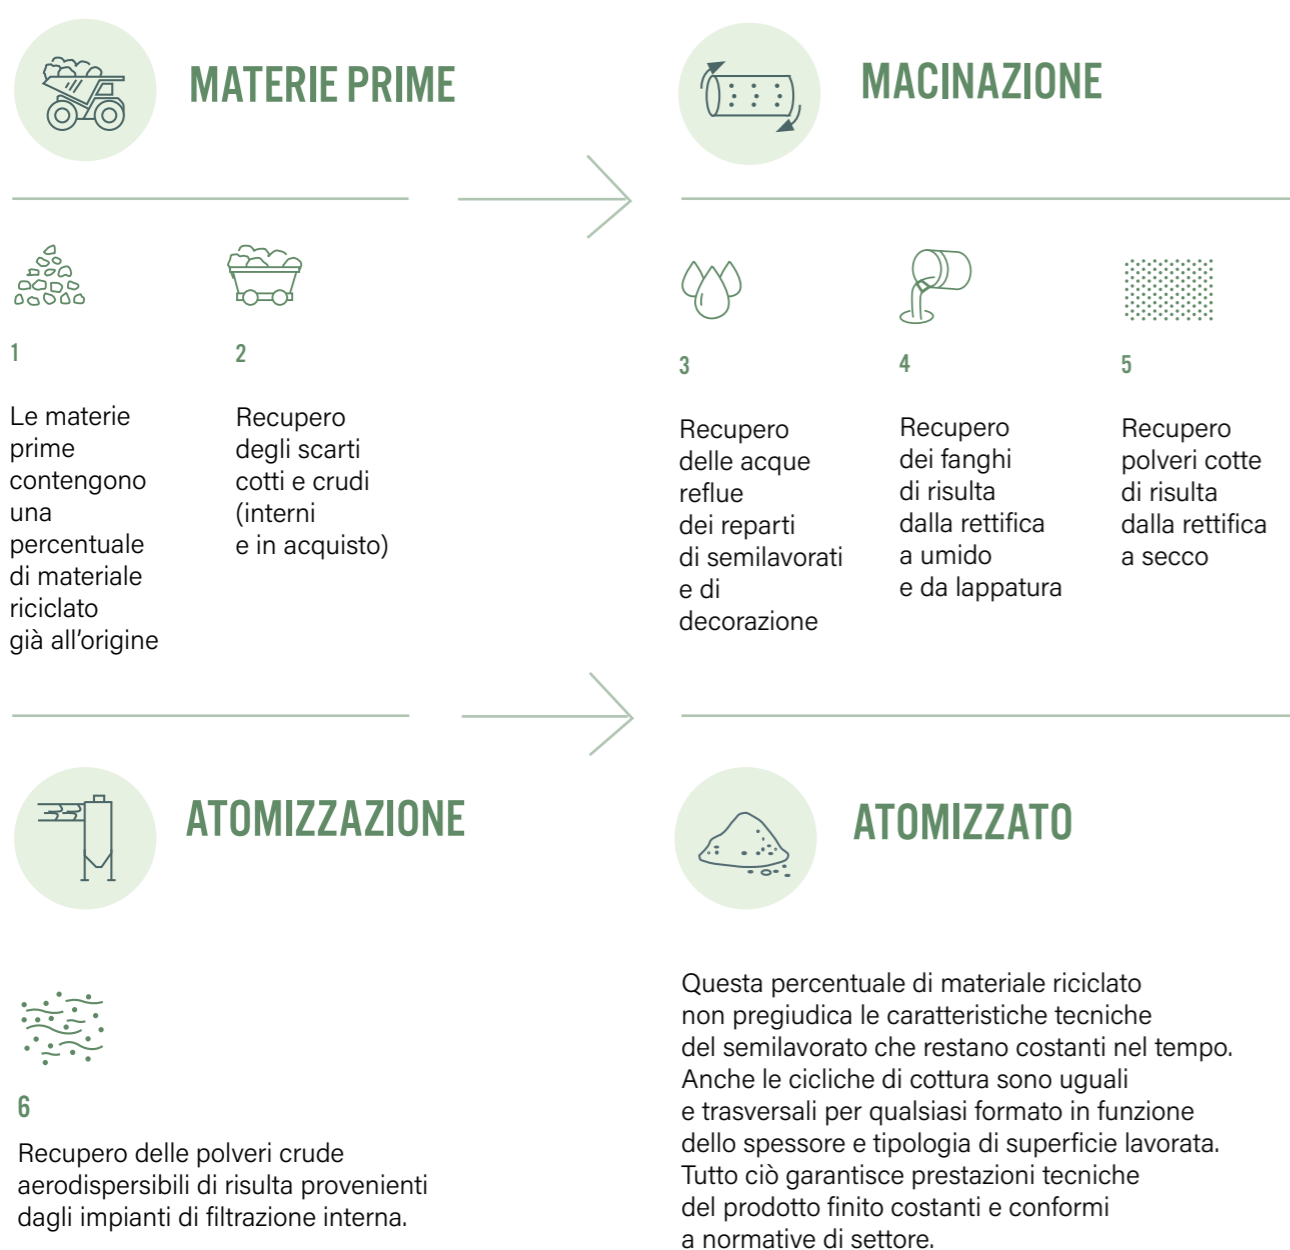 MATERIE PRIME
1
Le materie
prime
contengono
una
percentuale
di materiale
riciclato
già all'origine
2
Recupero
degli scarti
cotti e crudi
(interni
e in acquisto)
MACINAZIONE
3
Recupero
delle acque
reflue
dei reparti
di semilavorati
e di
decorazione
4
Recupero
dei fanghi
di risulta
dalla rettifica
a umido
e da lappatura
5
Recupero
polveri cotte
di risulta
dalla rettifica
a secco
ATOMIZZAZIONE
6
Recupero delle polveri crude
aerodispersibili di risulta provenienti
dagli impianti di filtrazione interna.
ATOMIZZATO
Questa percentuale di materiale riciclato
non pregiudica le caratteristiche tecniche
del semilavorato che restano costanti nel tempo.
Anche le cicliche di cottura sono uguali
e trasversali per qualsiasi formato in funzione
dello spessore e tipologia di superficie lavorata.
Tutto ciò garantisce prestazioni tecniche
del prodotto finito costanti e conformi
a normative di settore.